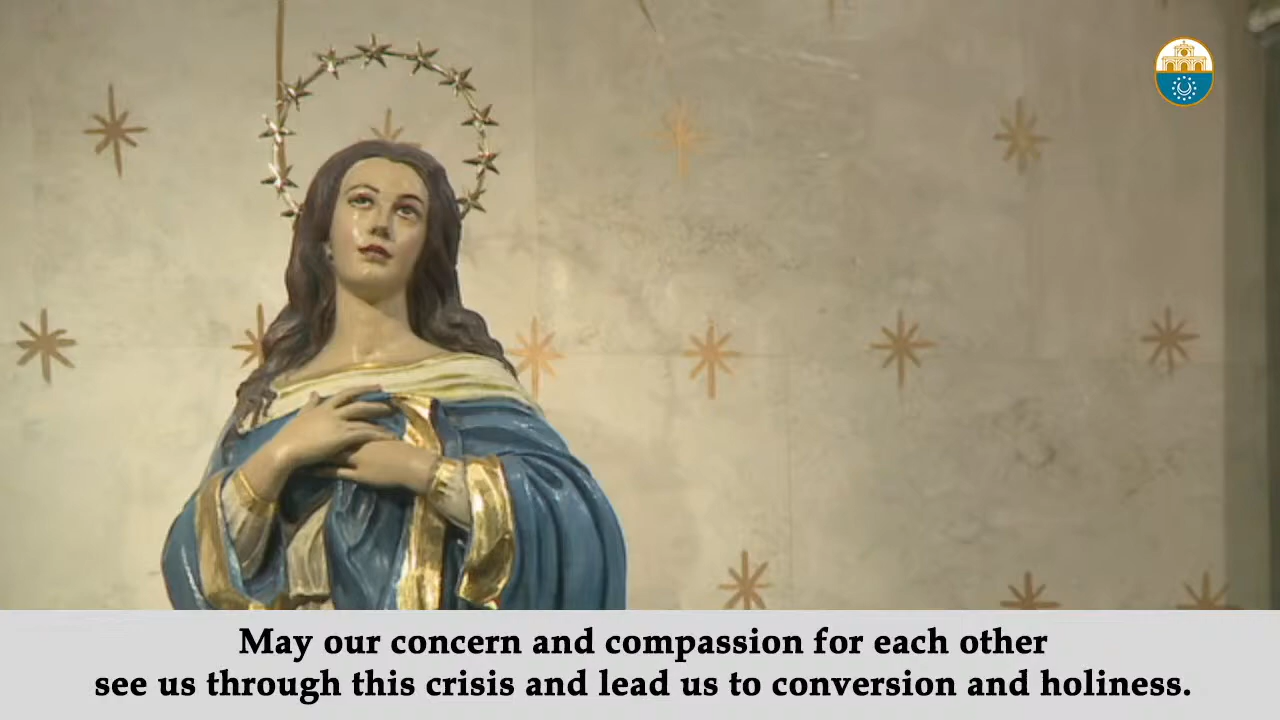 May our concern and compassion for each other
see us through this crisis and lead us to conversion and holiness.